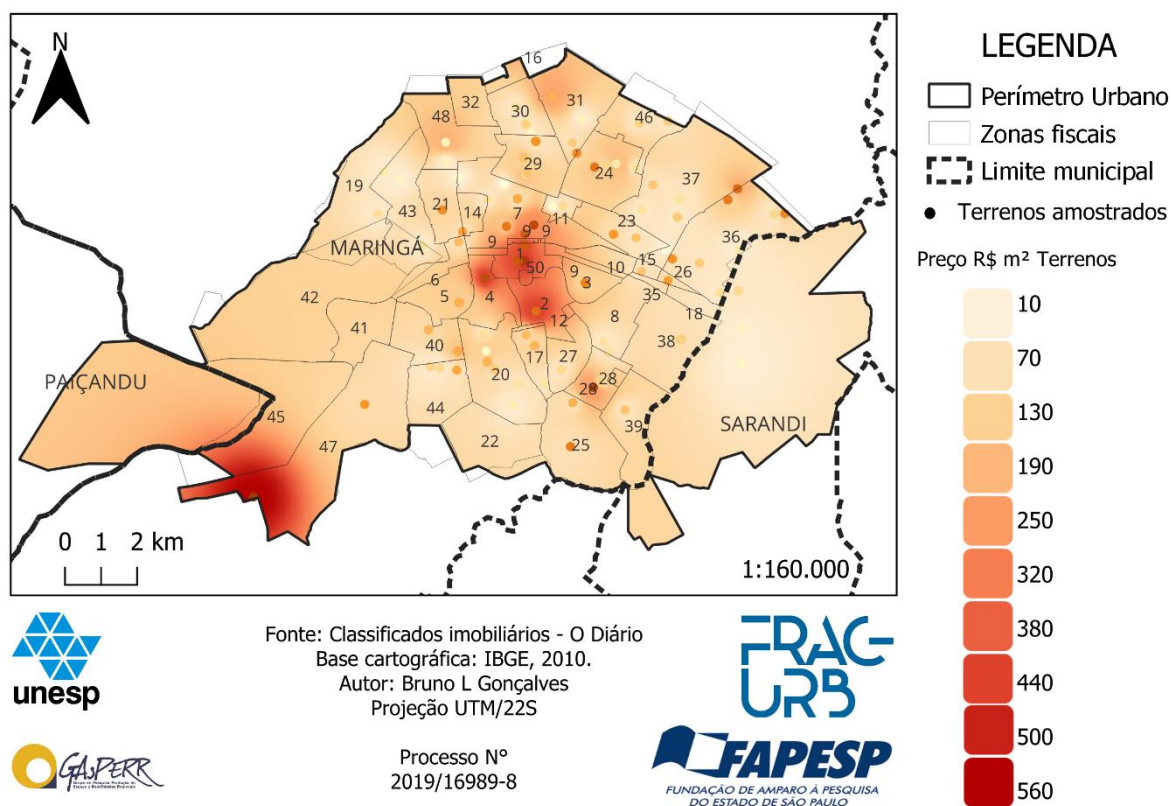 N
16
32
30
31
48
46
29
24
37
19
43
21
14
7
11
23
36
MARINGÁ
9
9
9
1
50
9
3
10
15
26
6
5
4
2
12
35
18
42
41
8
38
40
17
27
20
28
28
PAIÇANDU
45
44
39
SARANDI
47
22
25
0 1 2 km
1:160.000
LEGENDA
Perímetro Urbano
Zonas fiscais
Limite municipal
Terrenos amostrados
Preço R$ m² Terrenos
10
70
130
190
250
320
380
440
500
560
unesp
GAsPERR
Fonte: Classificados imobiliários - O Diário
Base cartográfica: IBGE, 2010.
Autor: Bruno L Gonçalves
Projeção UTM/22S
Processo N°
2019/16989-8
FRAC-
URB
FAPESP
FUNDAÇÃO DE AMPARO À PESQUISA
DO ESTADO DE SÃO PAULO